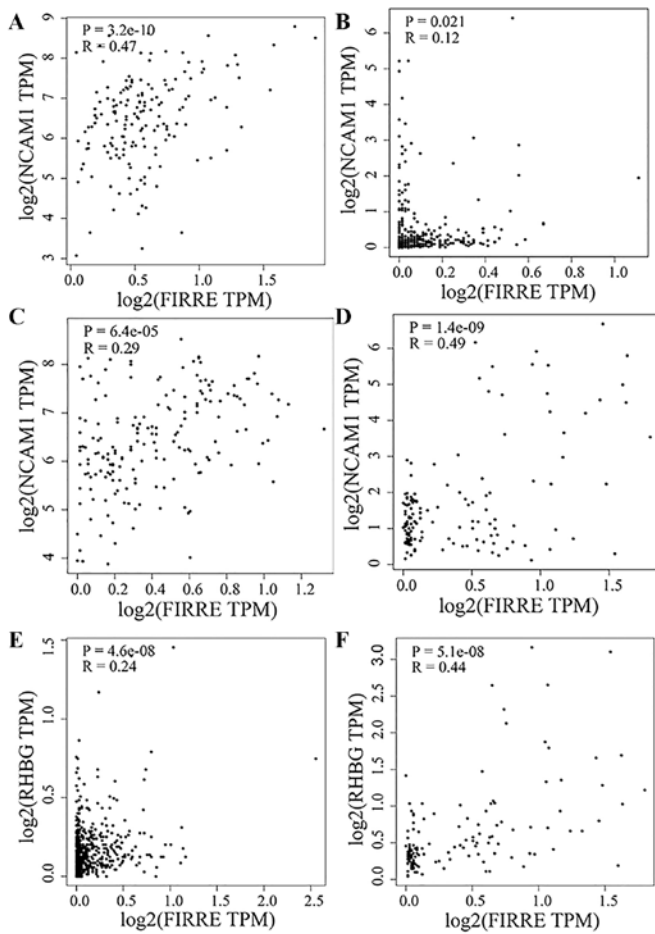 A
P = 3.2e-10
R = 0.47
log2(NCAM1 TPM)
3 4 5 6 7 8 9
0.0 0.5 1.0 1.5
log2(FIRRE TPM)
B
P = 0.021
R = 0.12
log2(NCAM1 TPM)
0 1 2 3 4 5 6
0.0 0.2 0.4 0.6 0.8 1.0
log2(FIRRE TPM)
C
P = 6.4e-05
R = 0.29
log2(NCAM1 TPM)
4 5 6 7 8
0.0 0.2 0.4 0.6 0.8 1.0 1.2
log2(FIRRE TPM)
D
P = 1.4e-09
R = 0.49
log2(NCAM1 TPM)
0 1 2 3 4 5 6
0.0 0.5 1.0 1.5
log2(FIRRE TPM)
E
P = 4.6e-08
R = 0.24
log2(RHBG TPM)
0.0 0.5 1.0 1.5
0.0 0.5 1.0 1.5 2.0 2.5
log2(FIRRE TPM)
F
P = 5.1e-08
R = 0.44
log2(RHBG TPM)
0.0 0.5 1.0 1.5 2.0 2.5 3.0
0.0 0.5 1.0 1.5
log2(FIRRE TPM)